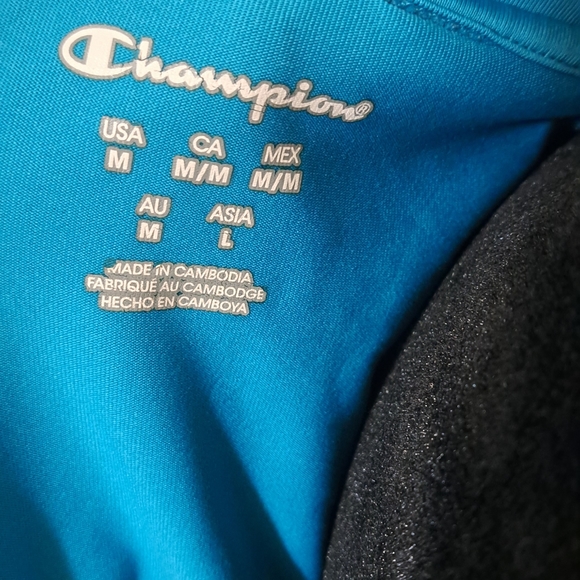 Champion®
USA CA MEX
M M/M M/M
AU ASIA
M L
MADE IN CAMBODIA
FABRIQUÉ AU CAMBODGE
HECHO EN CAMBOYA